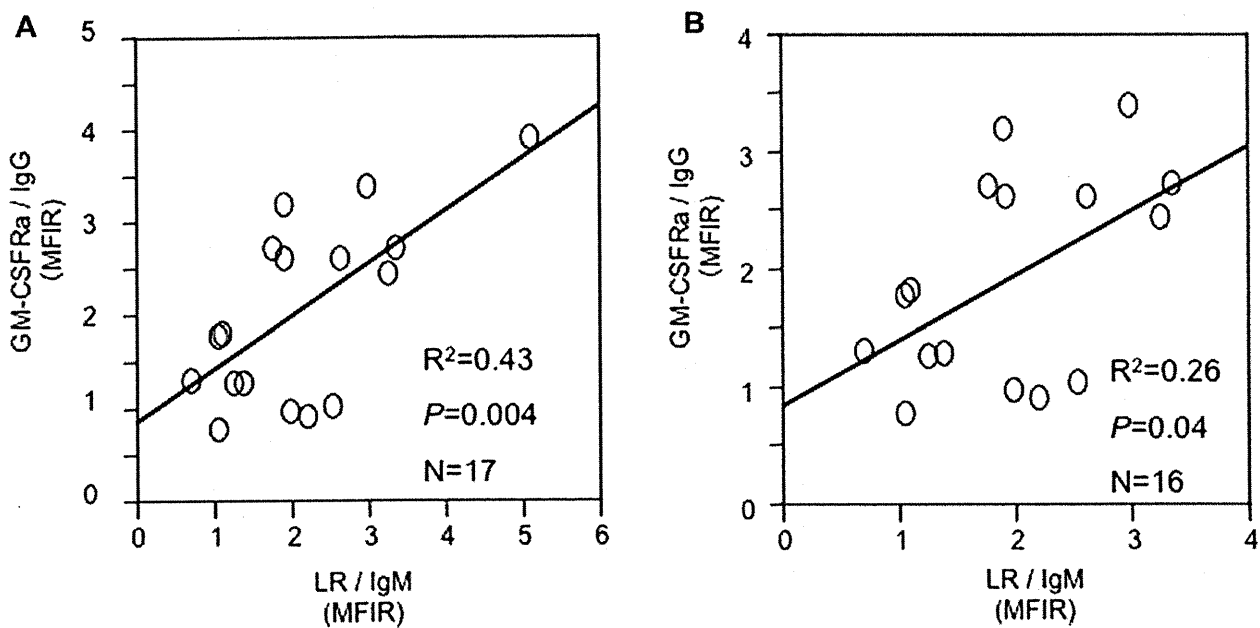 A
5
4
3
2
1
0
GM-CSFRa / IgG
(MFIR)
R²=0.43
P=0.004
N=17
0 1 2 3 4 5 6
LR / IgM
(MFIR)
B
4
3
2
1
0
GM-CSFRa / IgG
(MFIR)
R²=0.26
P=0.04
N=16
0 1 2 3 4
LR / IgM
(MFIR)